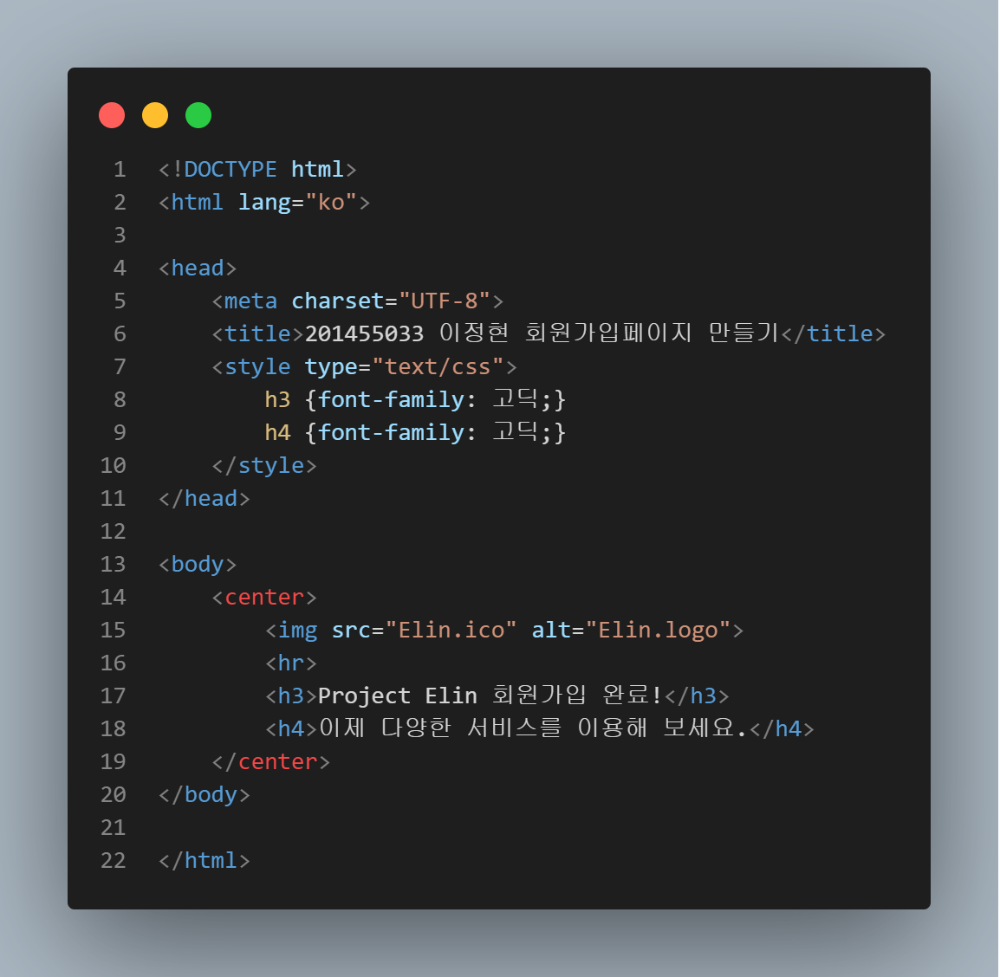 1 <!DOCTYPE html>
2 <html lang="ko">
3
4 <head>
5     <meta charset="UTF-8">
6     <title>201455033 이정현 회원가입페이지 만들기</title>
7     <style type="text/css">
8         h3 {font-family: 고딕;}
9         h4 {font-family: 고딕;}
10     </style>
11 </head>
12
13 <body>
14     <center>
15         <img src="Elin.ico" alt="Elin.logo">
16         <hr>
17         <h3>Project Elin 회원가입 완료!</h3>
18         <h4>이제 다양한 서비스를 이용해 보세요.</h4>
19     </center>
20 </body>
21
22 </html>